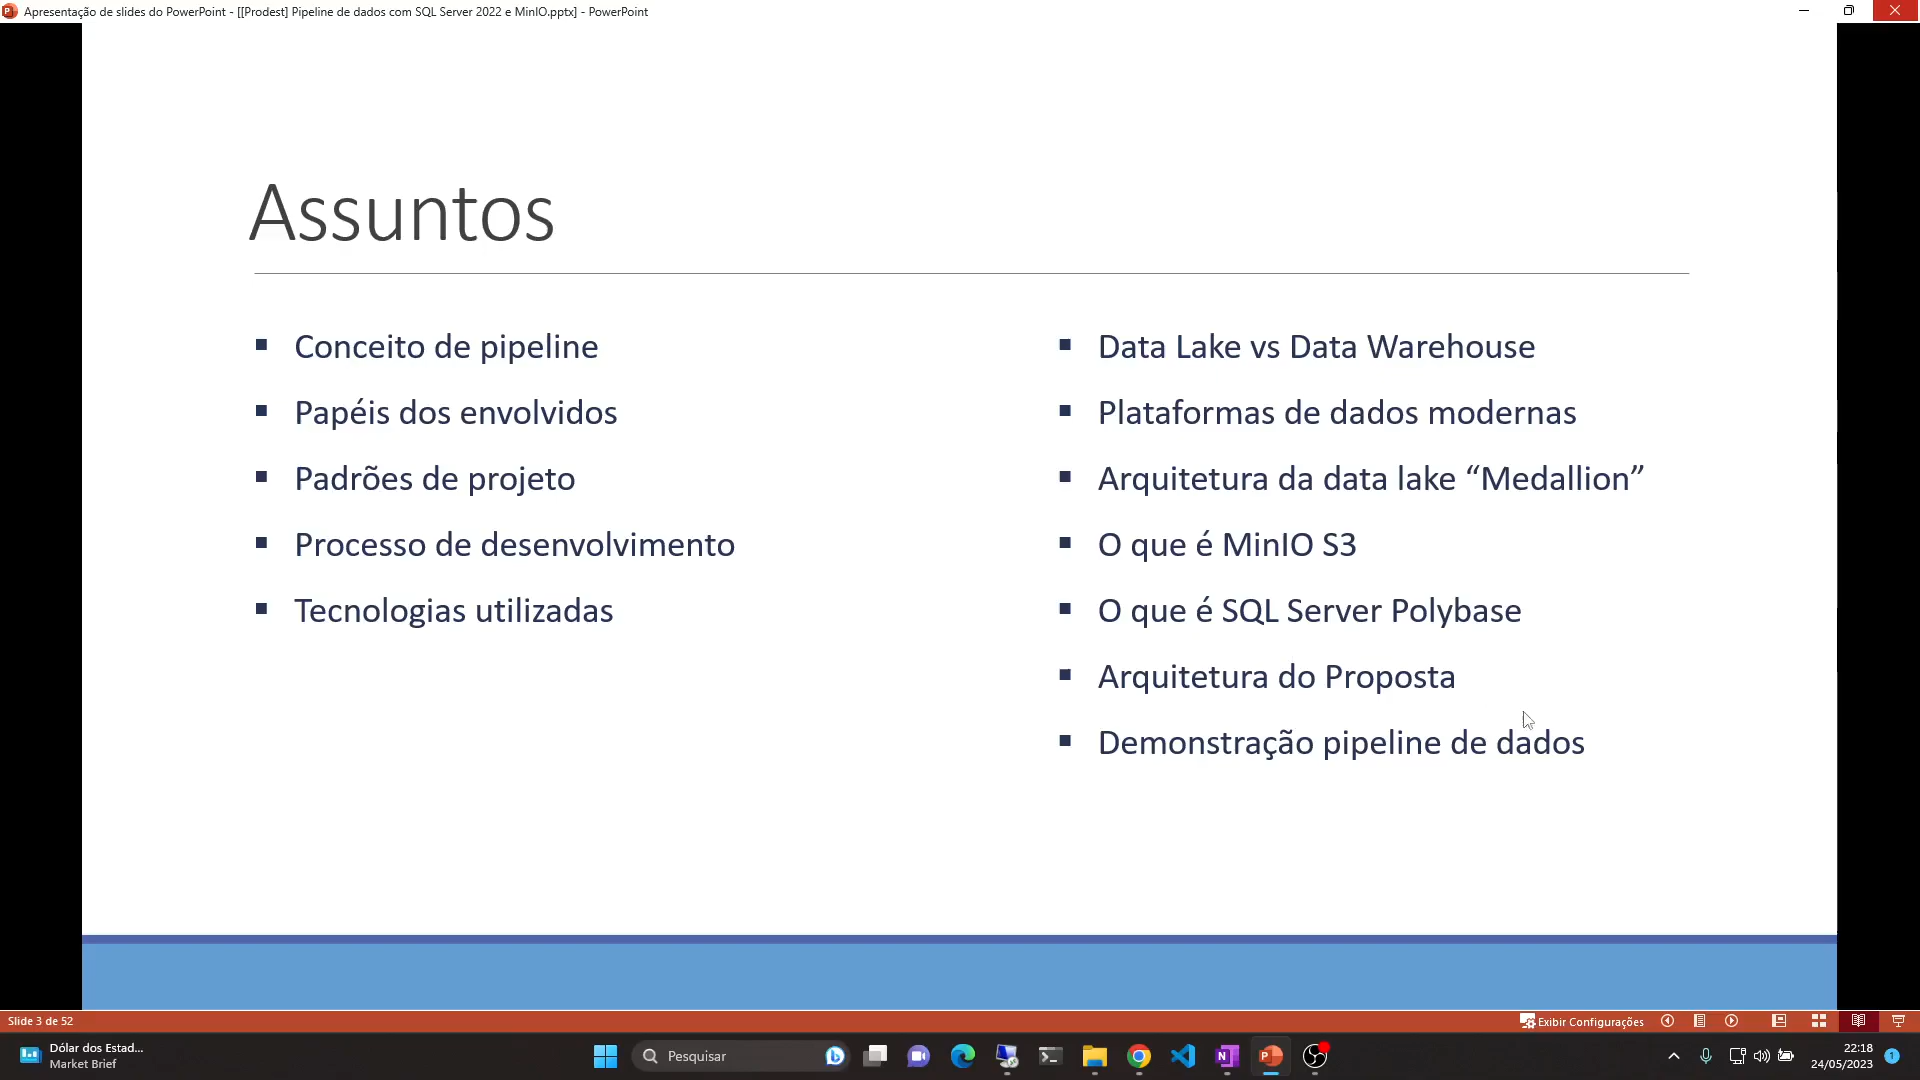 Apresentação de slides do PowerPoint - [[Prodest] Pipeline de dados com SQL Server 2022 e MinIO.pptx] - PowerPoint
Assuntos
Conceito de pipeline
Papéis dos envolvidos
Padrões de projeto
Processo de desenvolvimento
Tecnologias utilizadas
Data Lake vs Data Warehouse
Plataformas de dados modernas
Arquitetura da data lake “Medallion”
O que é MinIO S3
O que é SQL Server Polybase
Arquitetura do Proposta
Demonstração pipeline de dados
Slide 3 de 52
Exibir Configurações
Dólar dos Estad...
Market Brief
Pesquisar
22:18
24/05/2023
1